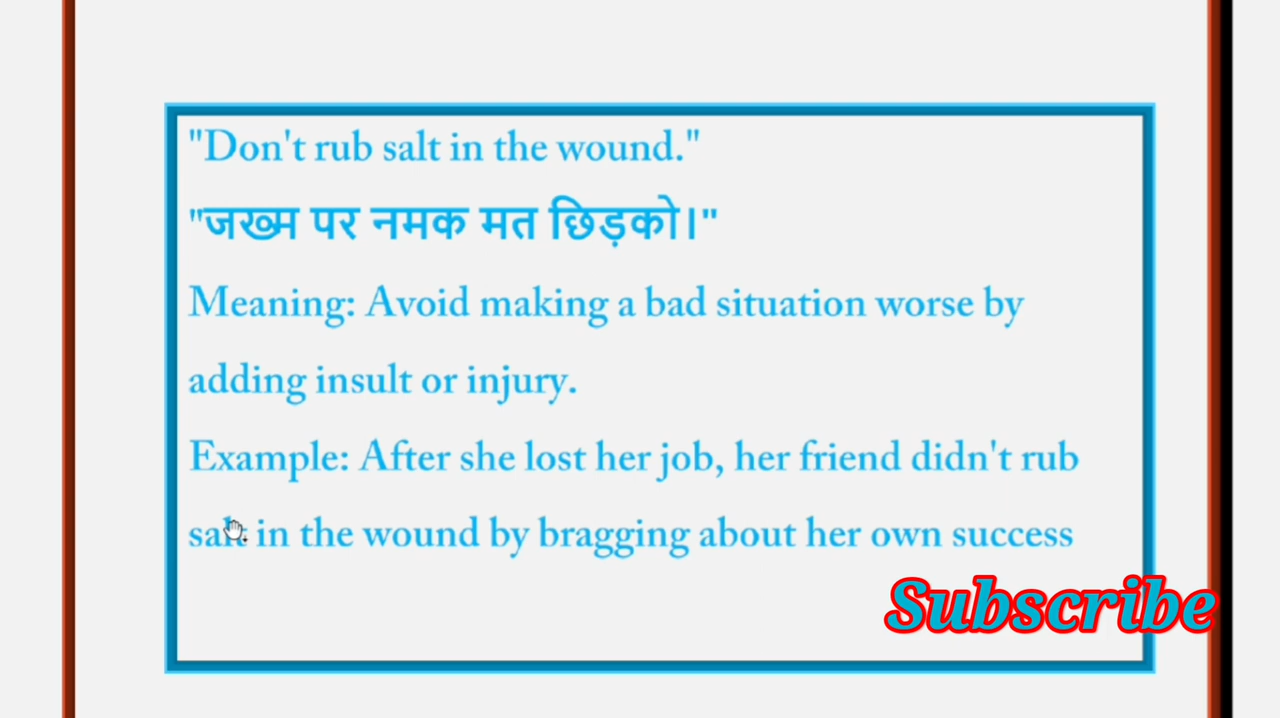 "Don't rub salt in the wound."
"जख्म पर नमक मत छिड़को।"
Meaning: Avoid making a bad situation worse by
adding insult or injury.
Example: After she lost her job, her friend didn't rub
salt in the wound by bragging about her own success
Subscribe